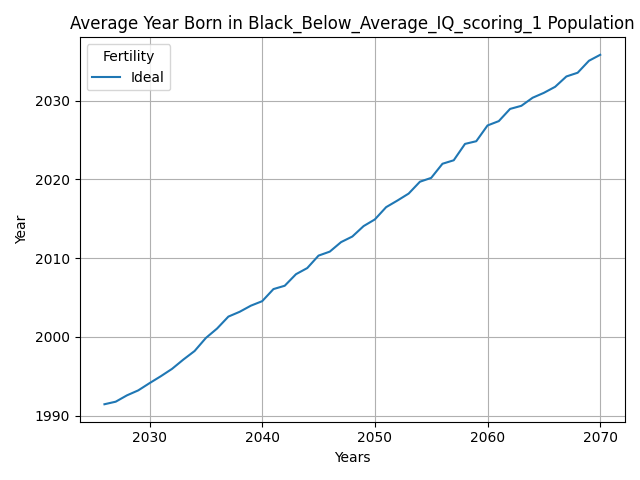 Average Year Born in Black_Below_Average_IQ_scoring_1 Population
Fertility
Ideal
Year
2030
2020
2010
2000
1990
2030 2040 2050 2060 2070
Years